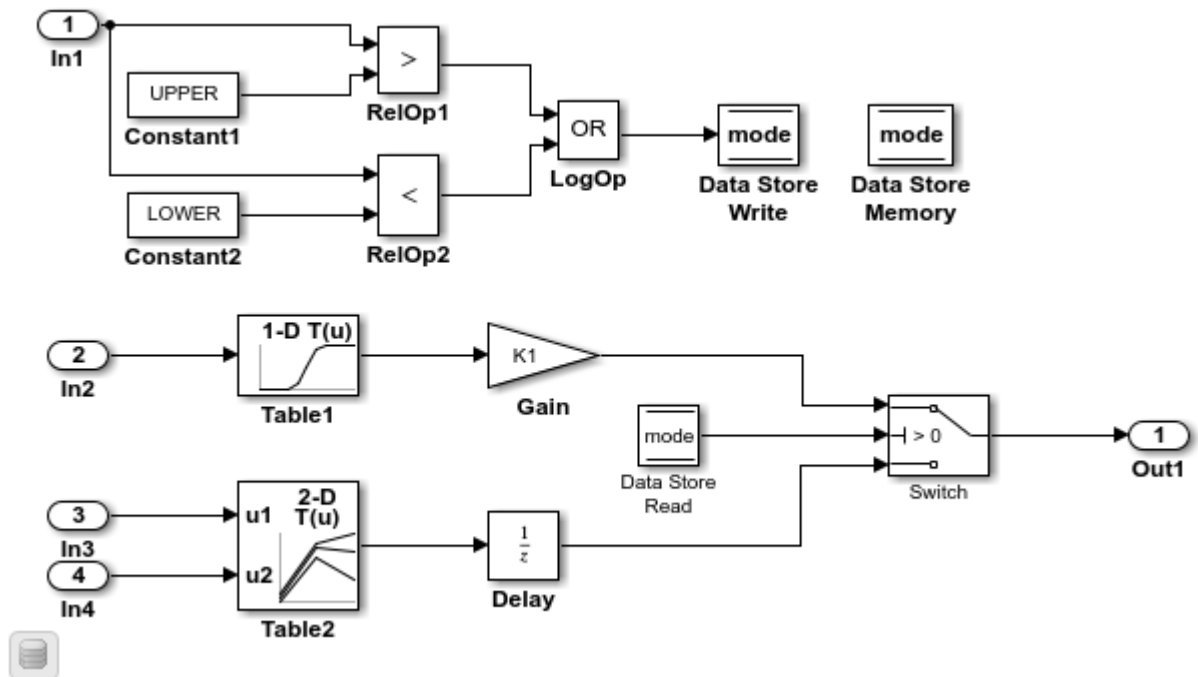 1
In1
UPPER
Constant1
>
RelOp1
OR
LogOp
mode
Data Store
Write
mode
Data Store
Memory
LOWER
Constant2
<
RelOp2
2
In2
1-D T(u)
Table1
K1
Gain
mode
Data Store
Read
> 0
Switch
1
Out1
3
In3
4
In4
u1
u2
2-D
T(u)
Table2
1
z
Delay